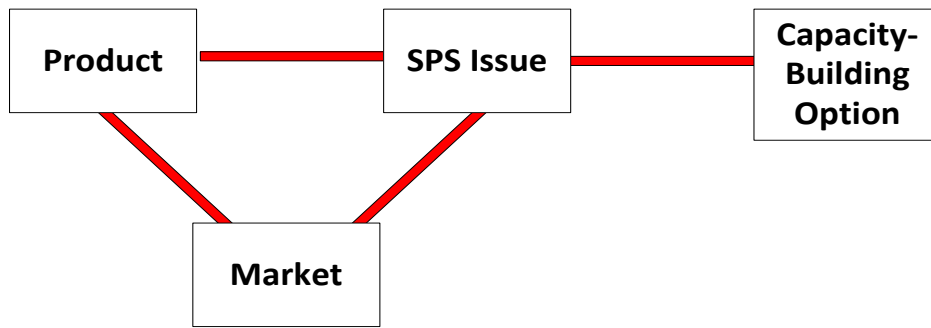 Product
SPS Issue
Capacity-
Building
Option
Market